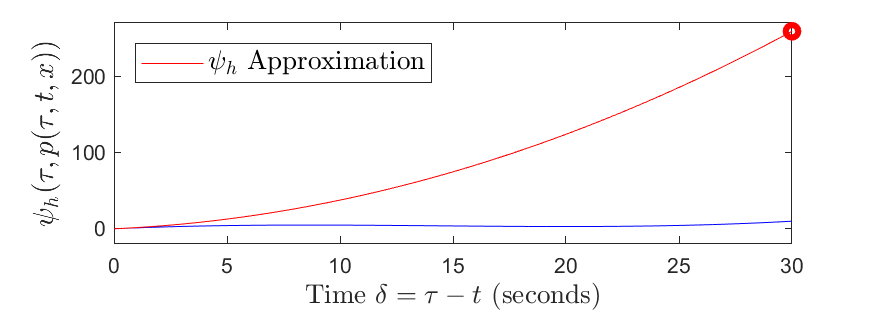 ψ_h Approximation
ψ_h(τ, p(τ, t, x))
200
100
0
0 5 10 15 20 25 30
Time δ = τ − t (seconds)